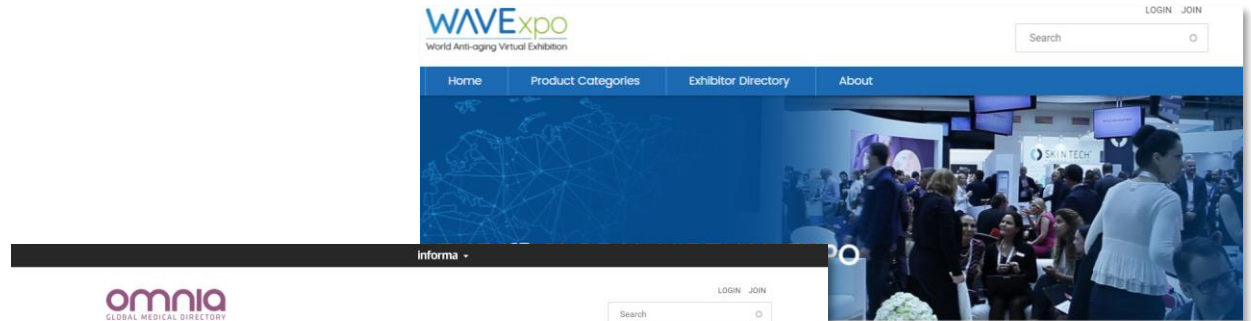 WAVExpo
World Anti-aging Virtual Exhibition
LOGIN JOIN
Search
Home Product Categories Exhibitor Directory About
SKIN TECH
PO
informa
omnia
GLOBAL MEDICAL DIRECTORY
LOGIN JOIN
Search